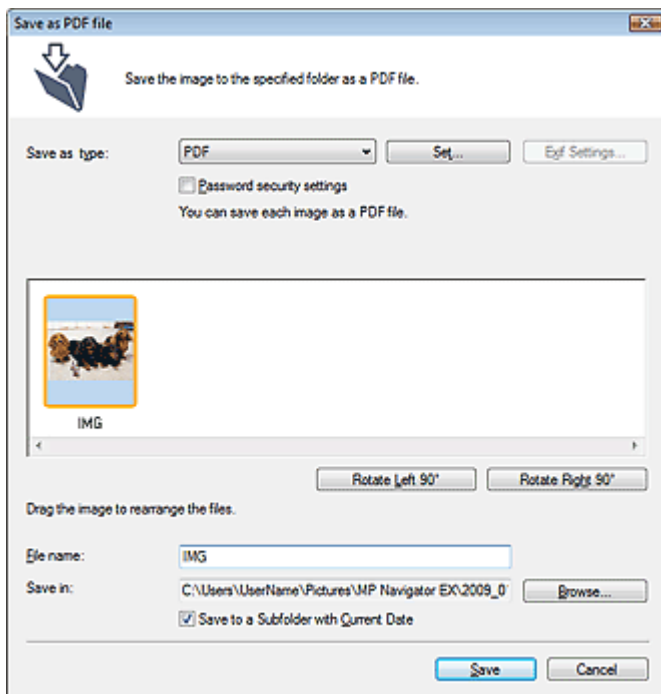 Save as PDF file
Save the image to the specified folder as a PDF file.
Save as type: PDF Set... Exif Settings...
Password security settings
You can save each image as a PDF file.
IMG
Rotate Left 90° Rotate Right 90°
Drag the image to rearrange the files.
File name: IMG
Save in: C:\Users\UserName\Pictures\MP Navigator EX\2009_0 Browse...
Save to a Subfolder with Current Date
Save Cancel